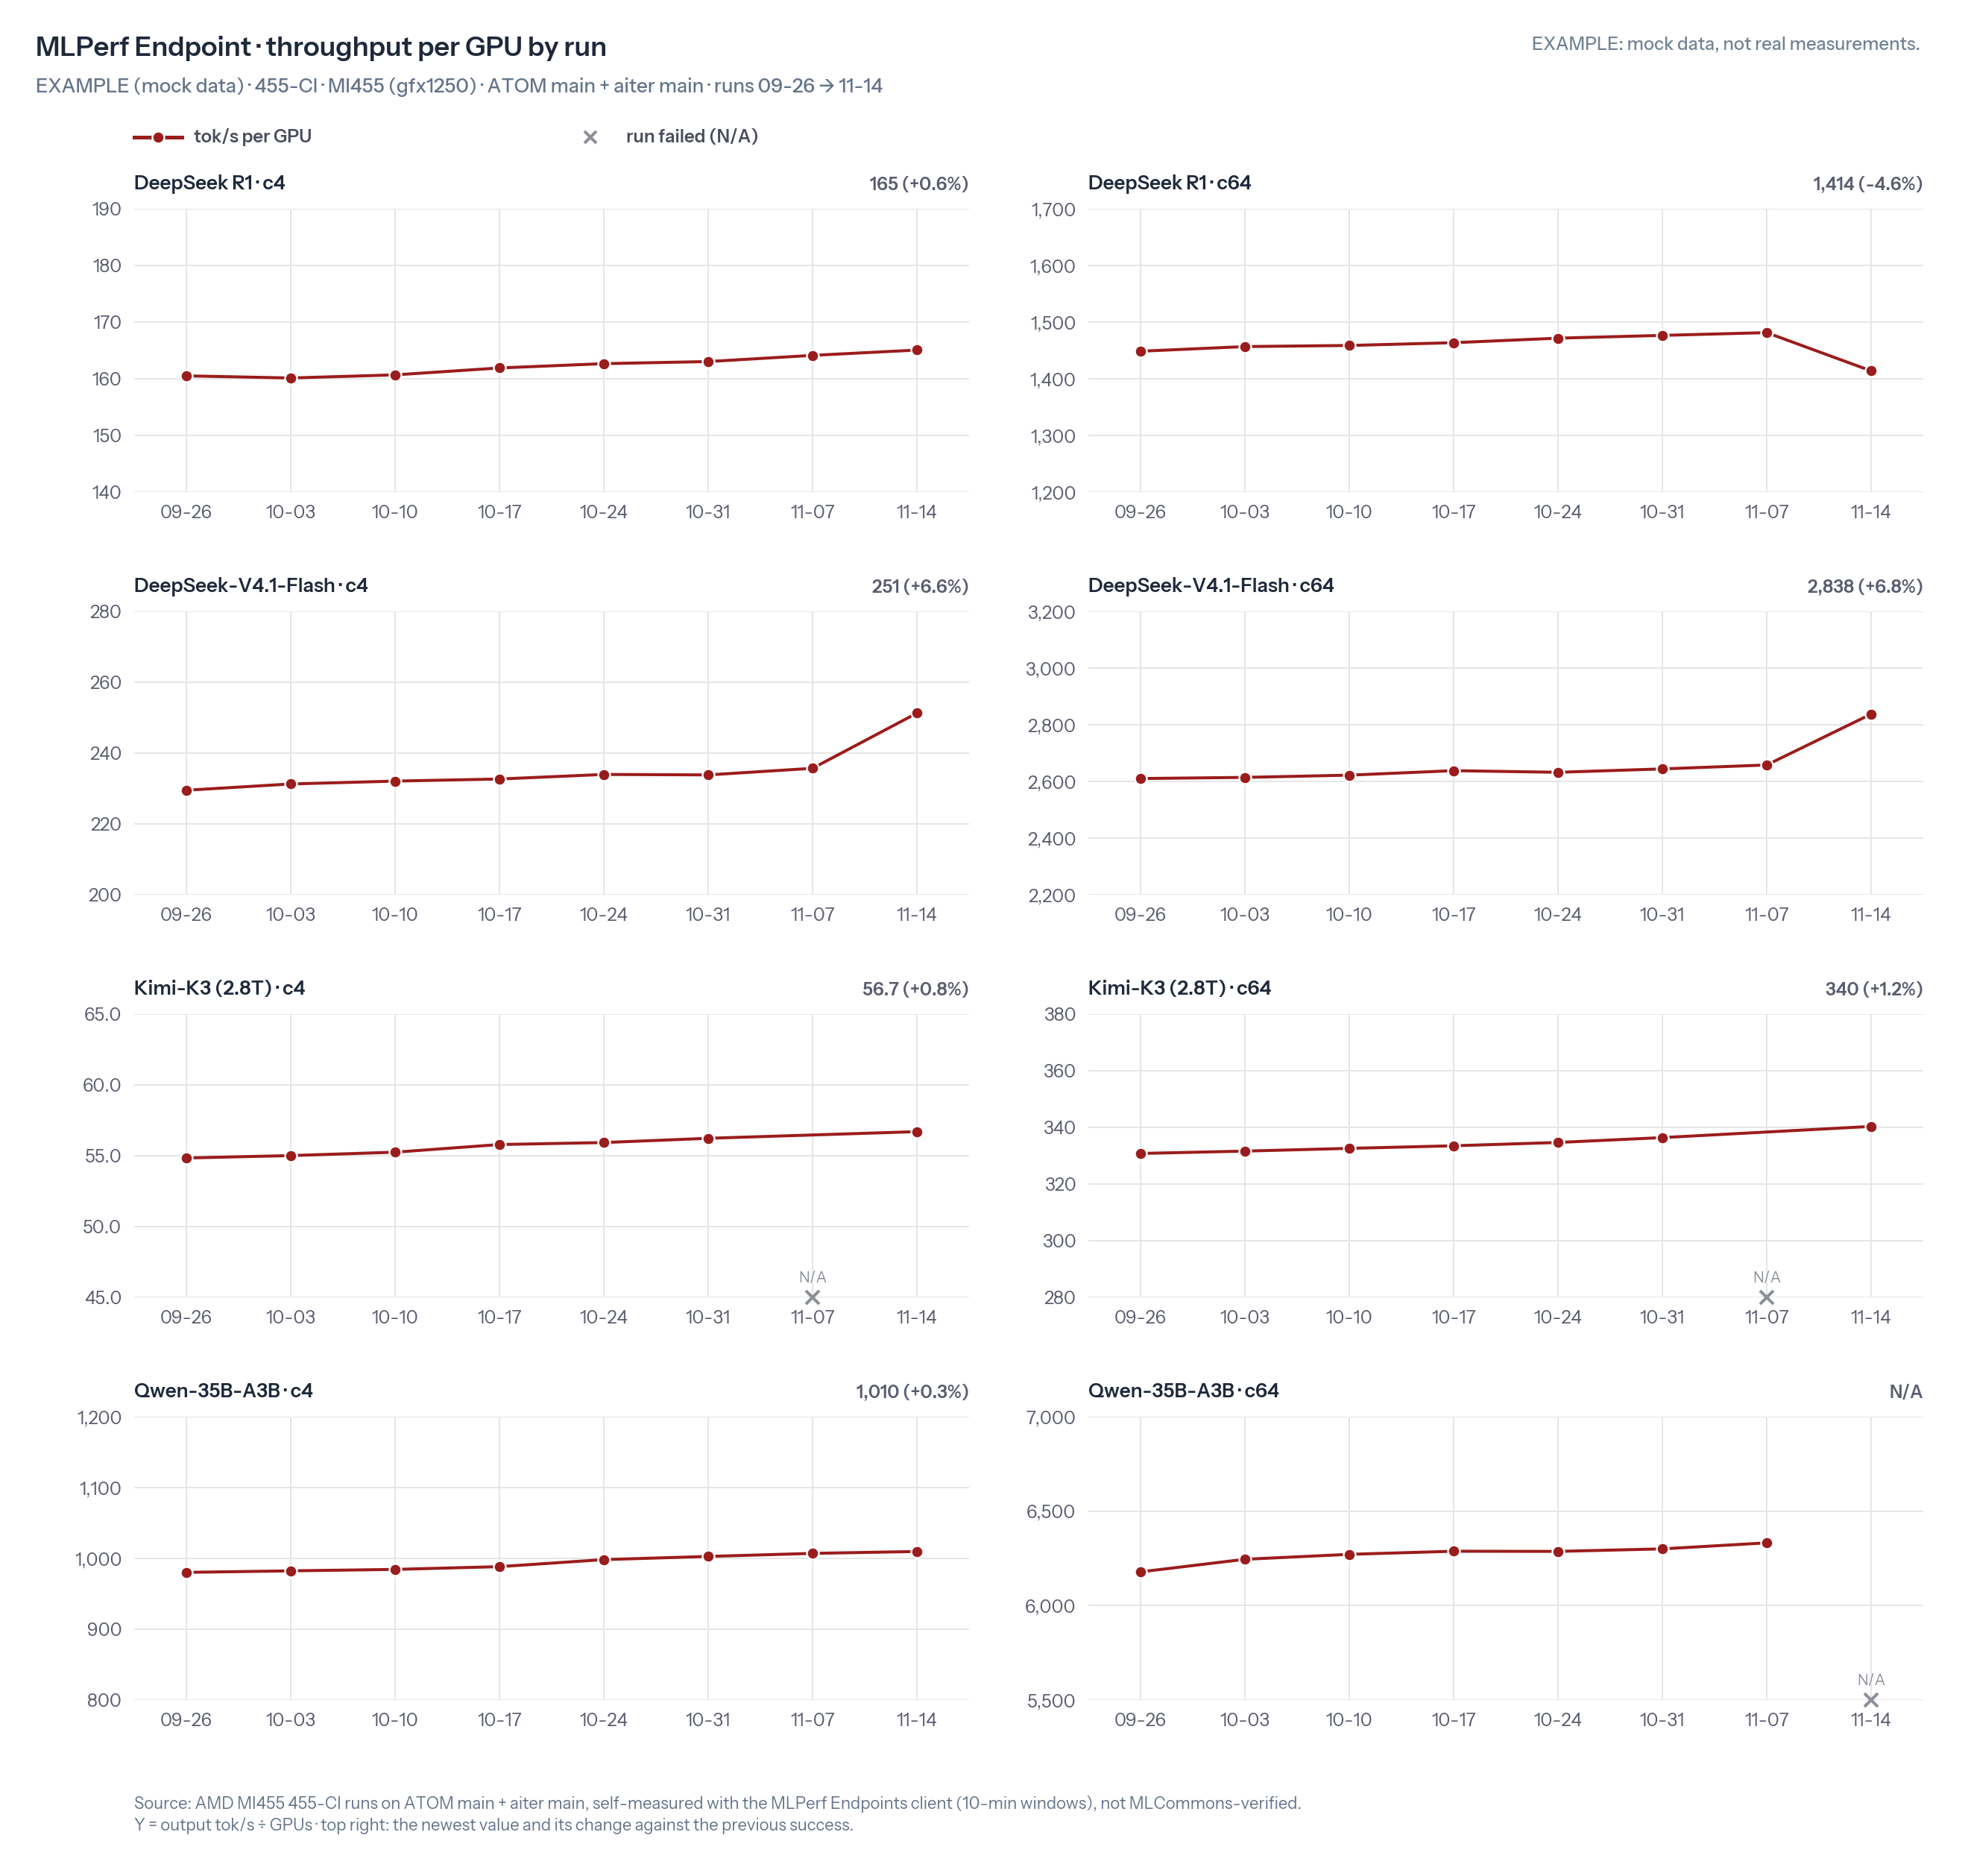 MLPerf Endpoint · throughput per GPU by run
EXAMPLE: mock data, not real measurements.
EXAMPLE (mock data) · 455-CI · MI455 (gfx1250) · ATOM main + aiter main · runs 09-26 → 11-14
tok/s per GPU
run failed (N/A)
DeepSeek R1 · c4
165 (+0.6%)
190
180
170
160
150
140
09-26 10-03 10-10 10-17 10-24 10-31 11-07 11-14
DeepSeek R1 · c64
1,414 (-4.6%)
1,700
1,600
1,500
1,400
1,300
1,200
09-26 10-03 10-10 10-17 10-24 10-31 11-07 11-14
DeepSeek-V4.1-Flash · c4
251 (+6.6%)
280
260
240
220
200
09-26 10-03 10-10 10-17 10-24 10-31 11-07 11-14
DeepSeek-V4.1-Flash · c64
2,838 (+6.8%)
3,200
3,000
2,800
2,600
2,400
2,200
09-26 10-03 10-10 10-17 10-24 10-31 11-07 11-14
Kimi-K3 (2.8T) · c4
56.7 (+0.8%)
65.0
60.0
55.0
50.0
45.0
N/A
09-26 10-03 10-10 10-17 10-24 10-31 11-07 11-14
Kimi-K3 (2.8T) · c64
340 (+1.2%)
380
360
340
320
300
280
N/A
09-26 10-03 10-10 10-17 10-24 10-31 11-07 11-14
Qwen-35B-A3B · c4
1,010 (+0.3%)
1,200
1,100
1,000
900
800
09-26 10-03 10-10 10-17 10-24 10-31 11-07 11-14
Qwen-35B-A3B · c64
N/A
7,000
6,500
6,000
5,500
N/A
09-26 10-03 10-10 10-17 10-24 10-31 11-07 11-14
Source: AMD MI455 455-CI runs on ATOM main + aiter main, self-measured with the MLPerf Endpoints client (10-min windows), not MLCommons-verified.
Y = output tok/s ÷ GPUs · top right: the newest value and its change against the previous success.